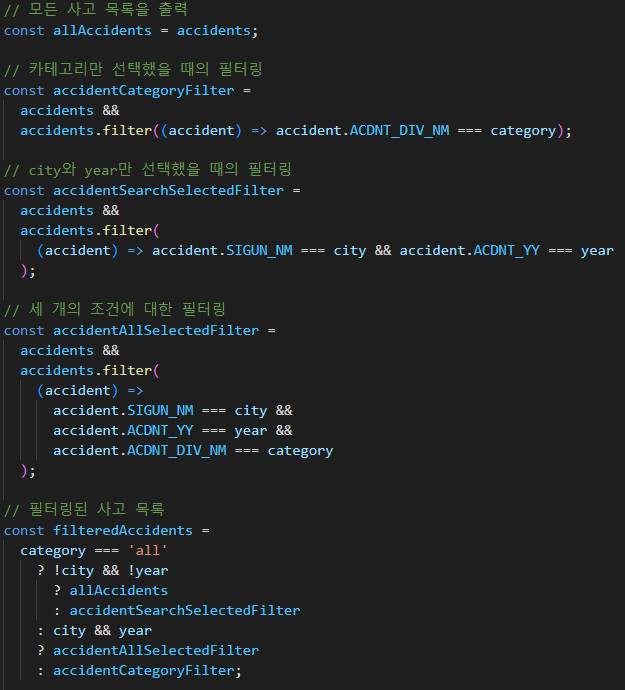 // 모든 사고 목록을 출력
const allAccidents = accidents;
// 카테고리만 선택했을 때의 필터링
const accidentCategoryFilter =
accidents &&
accidents.filter((accident) => accident.ACDNT_DIV_NM === category);
// city와 year만 선택했을 때의 필터링
const accidentSearchSelectedFilter =
accidents &&
accidents.filter(
(accident) => accident.SIGUN_NM === city && accident.ACDNT_YY === year
);
// 세 개의 조건에 대한 필터링
const accidentAllSelectedFilter =
accidents &&
accidents.filter(
(accident) =>
accident.SIGUN_NM === city &&
accident.ACDNT_YY === year &&
accident.ACDNT_DIV_NM === category
);
// 필터링된 사고 목록
const filteredAccidents =
category === 'all'
? !city && !year
? allAccidents
: accidentSearchSelectedFilter
: city && year
? accidentAllSelectedFilter
: accidentCategoryFilter;